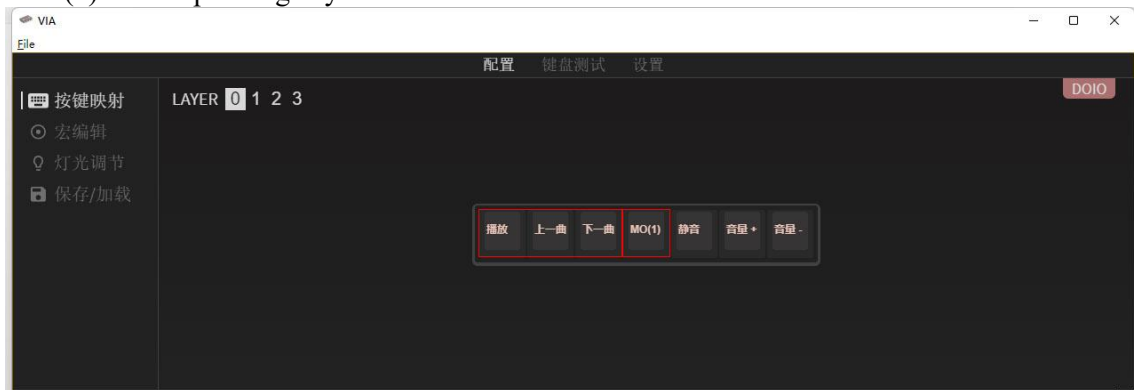 VIA
File
配置 键盘测试 设置
按键映射
LAYER 0 1 2 3
DOIO
宏编辑
灯光调节
保存/加载
播放 上一曲 下一曲 MO(1) 静音 音量 + 音量 -